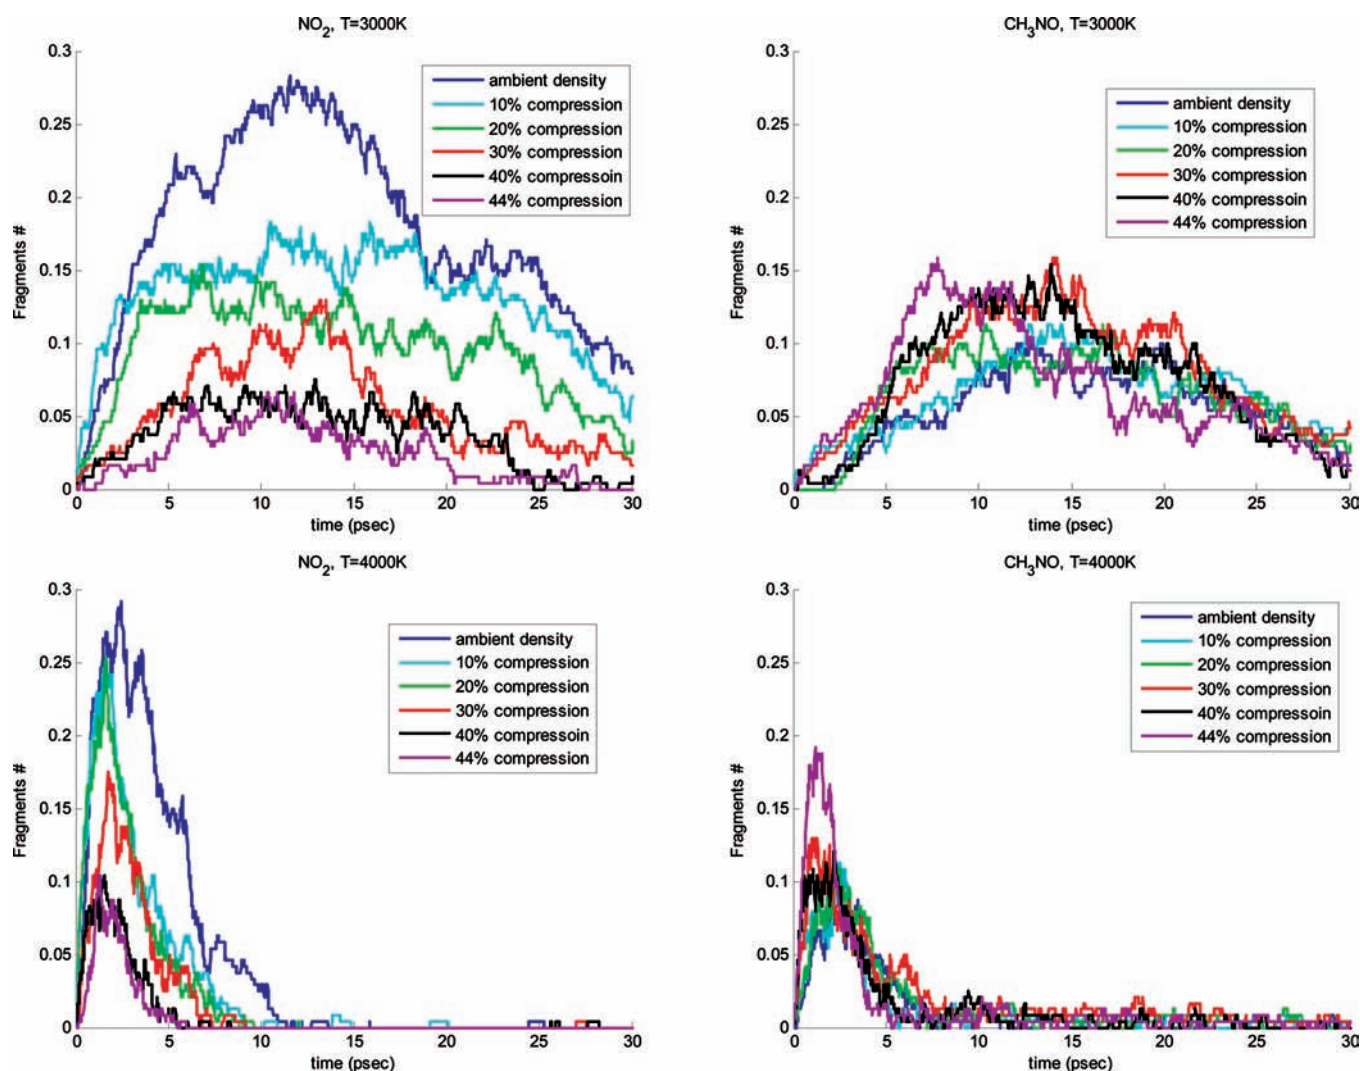 NO2, T=3000K
0.3
0.25
0.2
0.15
0.1
0.05
0
Fragments #
ambient density
10% compression
20% compression
30% compression
40% compressoin
44% compression
0 5 10 15 20 25 30
time (psec)
CH3NO, T=3000K
0.3
0.25
0.2
0.15
0.1
0.05
0
Fragments #
ambient density
10% compression
20% compression
30% compression
40% compressoin
44% compression
0 5 10 15 20 25 30
time (psec)
NO2, T=4000K
0.3
0.25
0.2
0.15
0.1
0.05
0
Fragments #
ambient density
10% compression
20% compression
30% compression
40% compressoin
44% compression
0 5 10 15 20 25 30
time (psec)
CH3NO, T=4000K
0.3
0.25
0.2
0.15
0.1
0.05
0
Fragments #
ambient density
10% compression
20% compression
30% compression
40% compressoin
44% compression
0 5 10 15 20 25 30
time (psec)